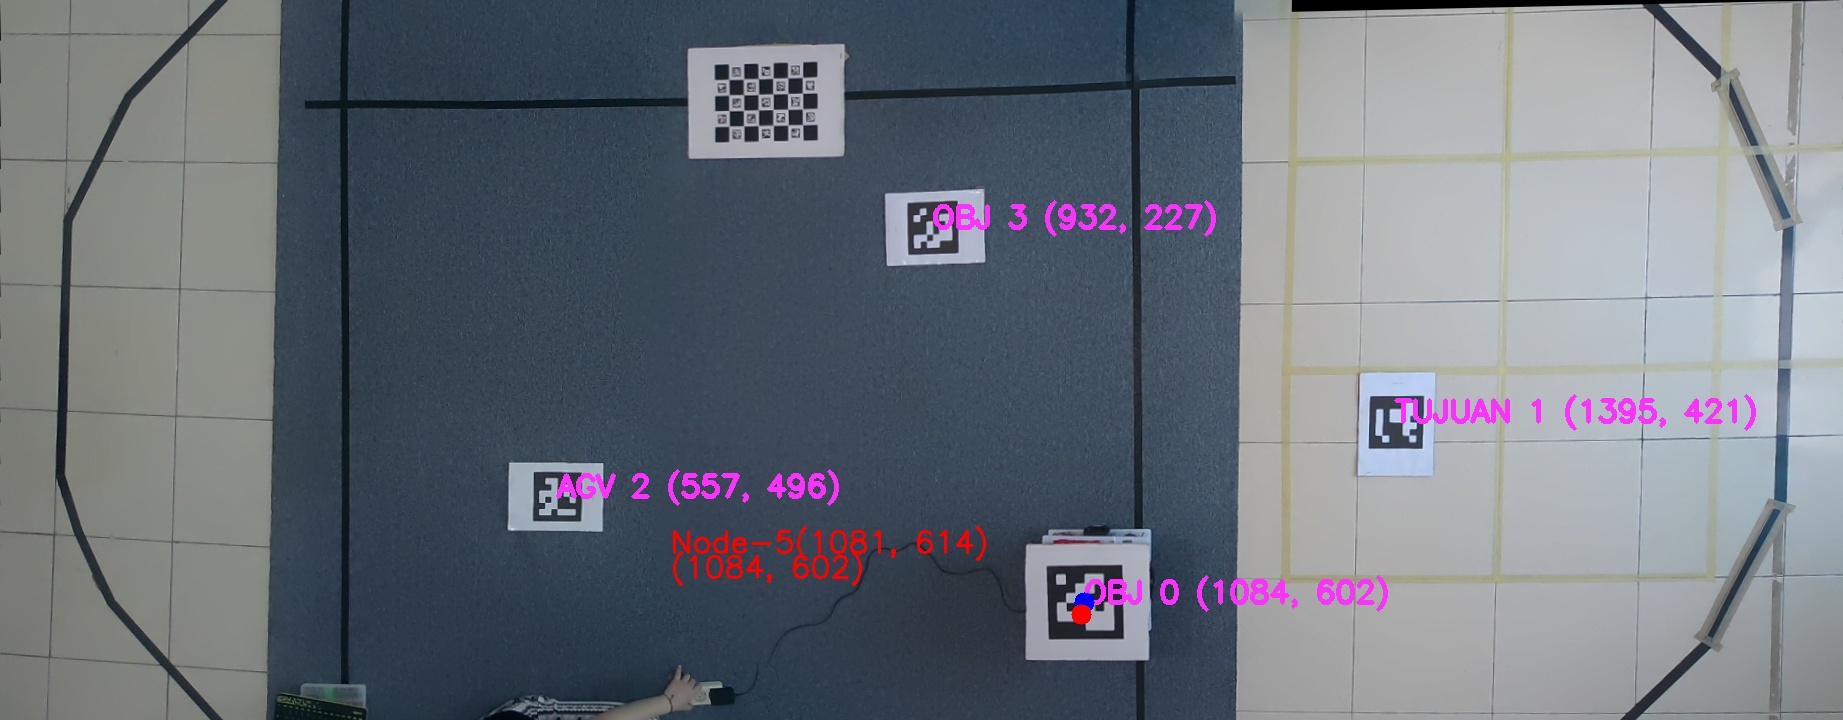 OBJ 3 (932, 227)
TUJUAN 1 (1395, 421)
AGV 2 (557, 496)
Node-5(1081, 614)
(1084, 602)
OBJ 0 (1084, 602)